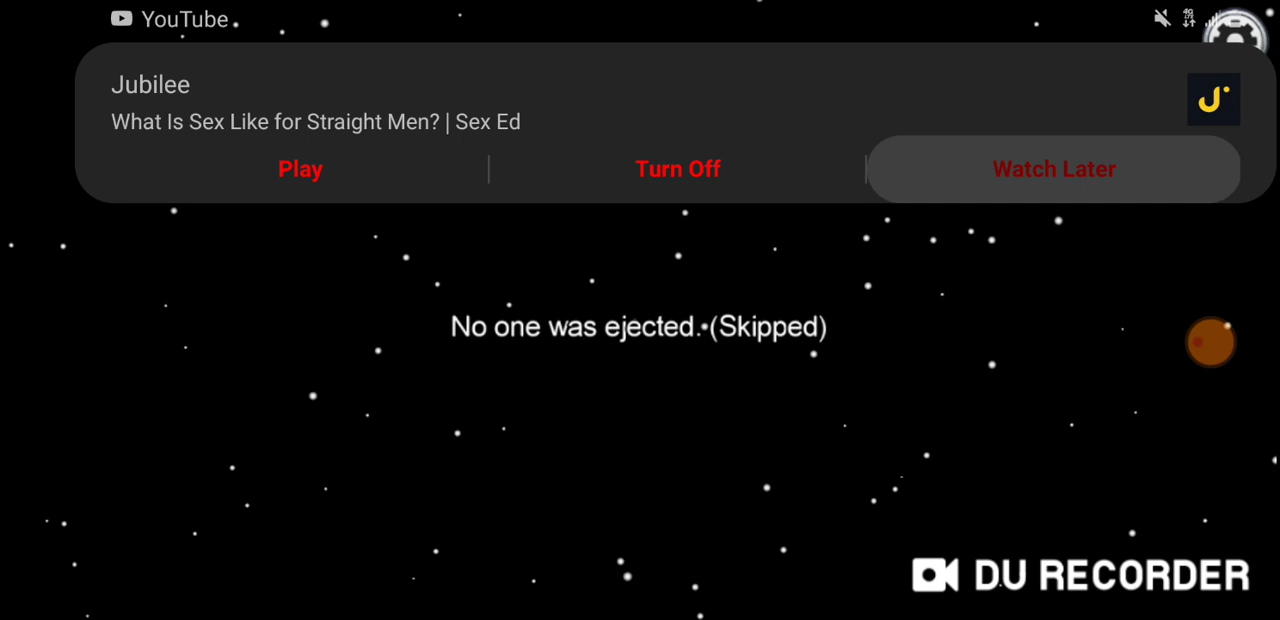 YouTube
Jubilee
What Is Sex Like for Straight Men? | Sex Ed
Play
Turn Off
Watch Later
No one was ejected. (Skipped)
DU RECORDER